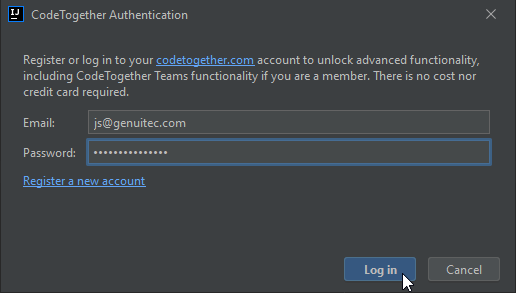 IJ
CodeTogether Authentication
Register or log in to your codetogether.com account to unlock advanced functionality,
including CodeTogether Teams functionality if you are a member. There is no cost nor
credit card required.
Email: js@genuitec.com
Password: •••••••••••••••
Register a new account
Log in Cancel